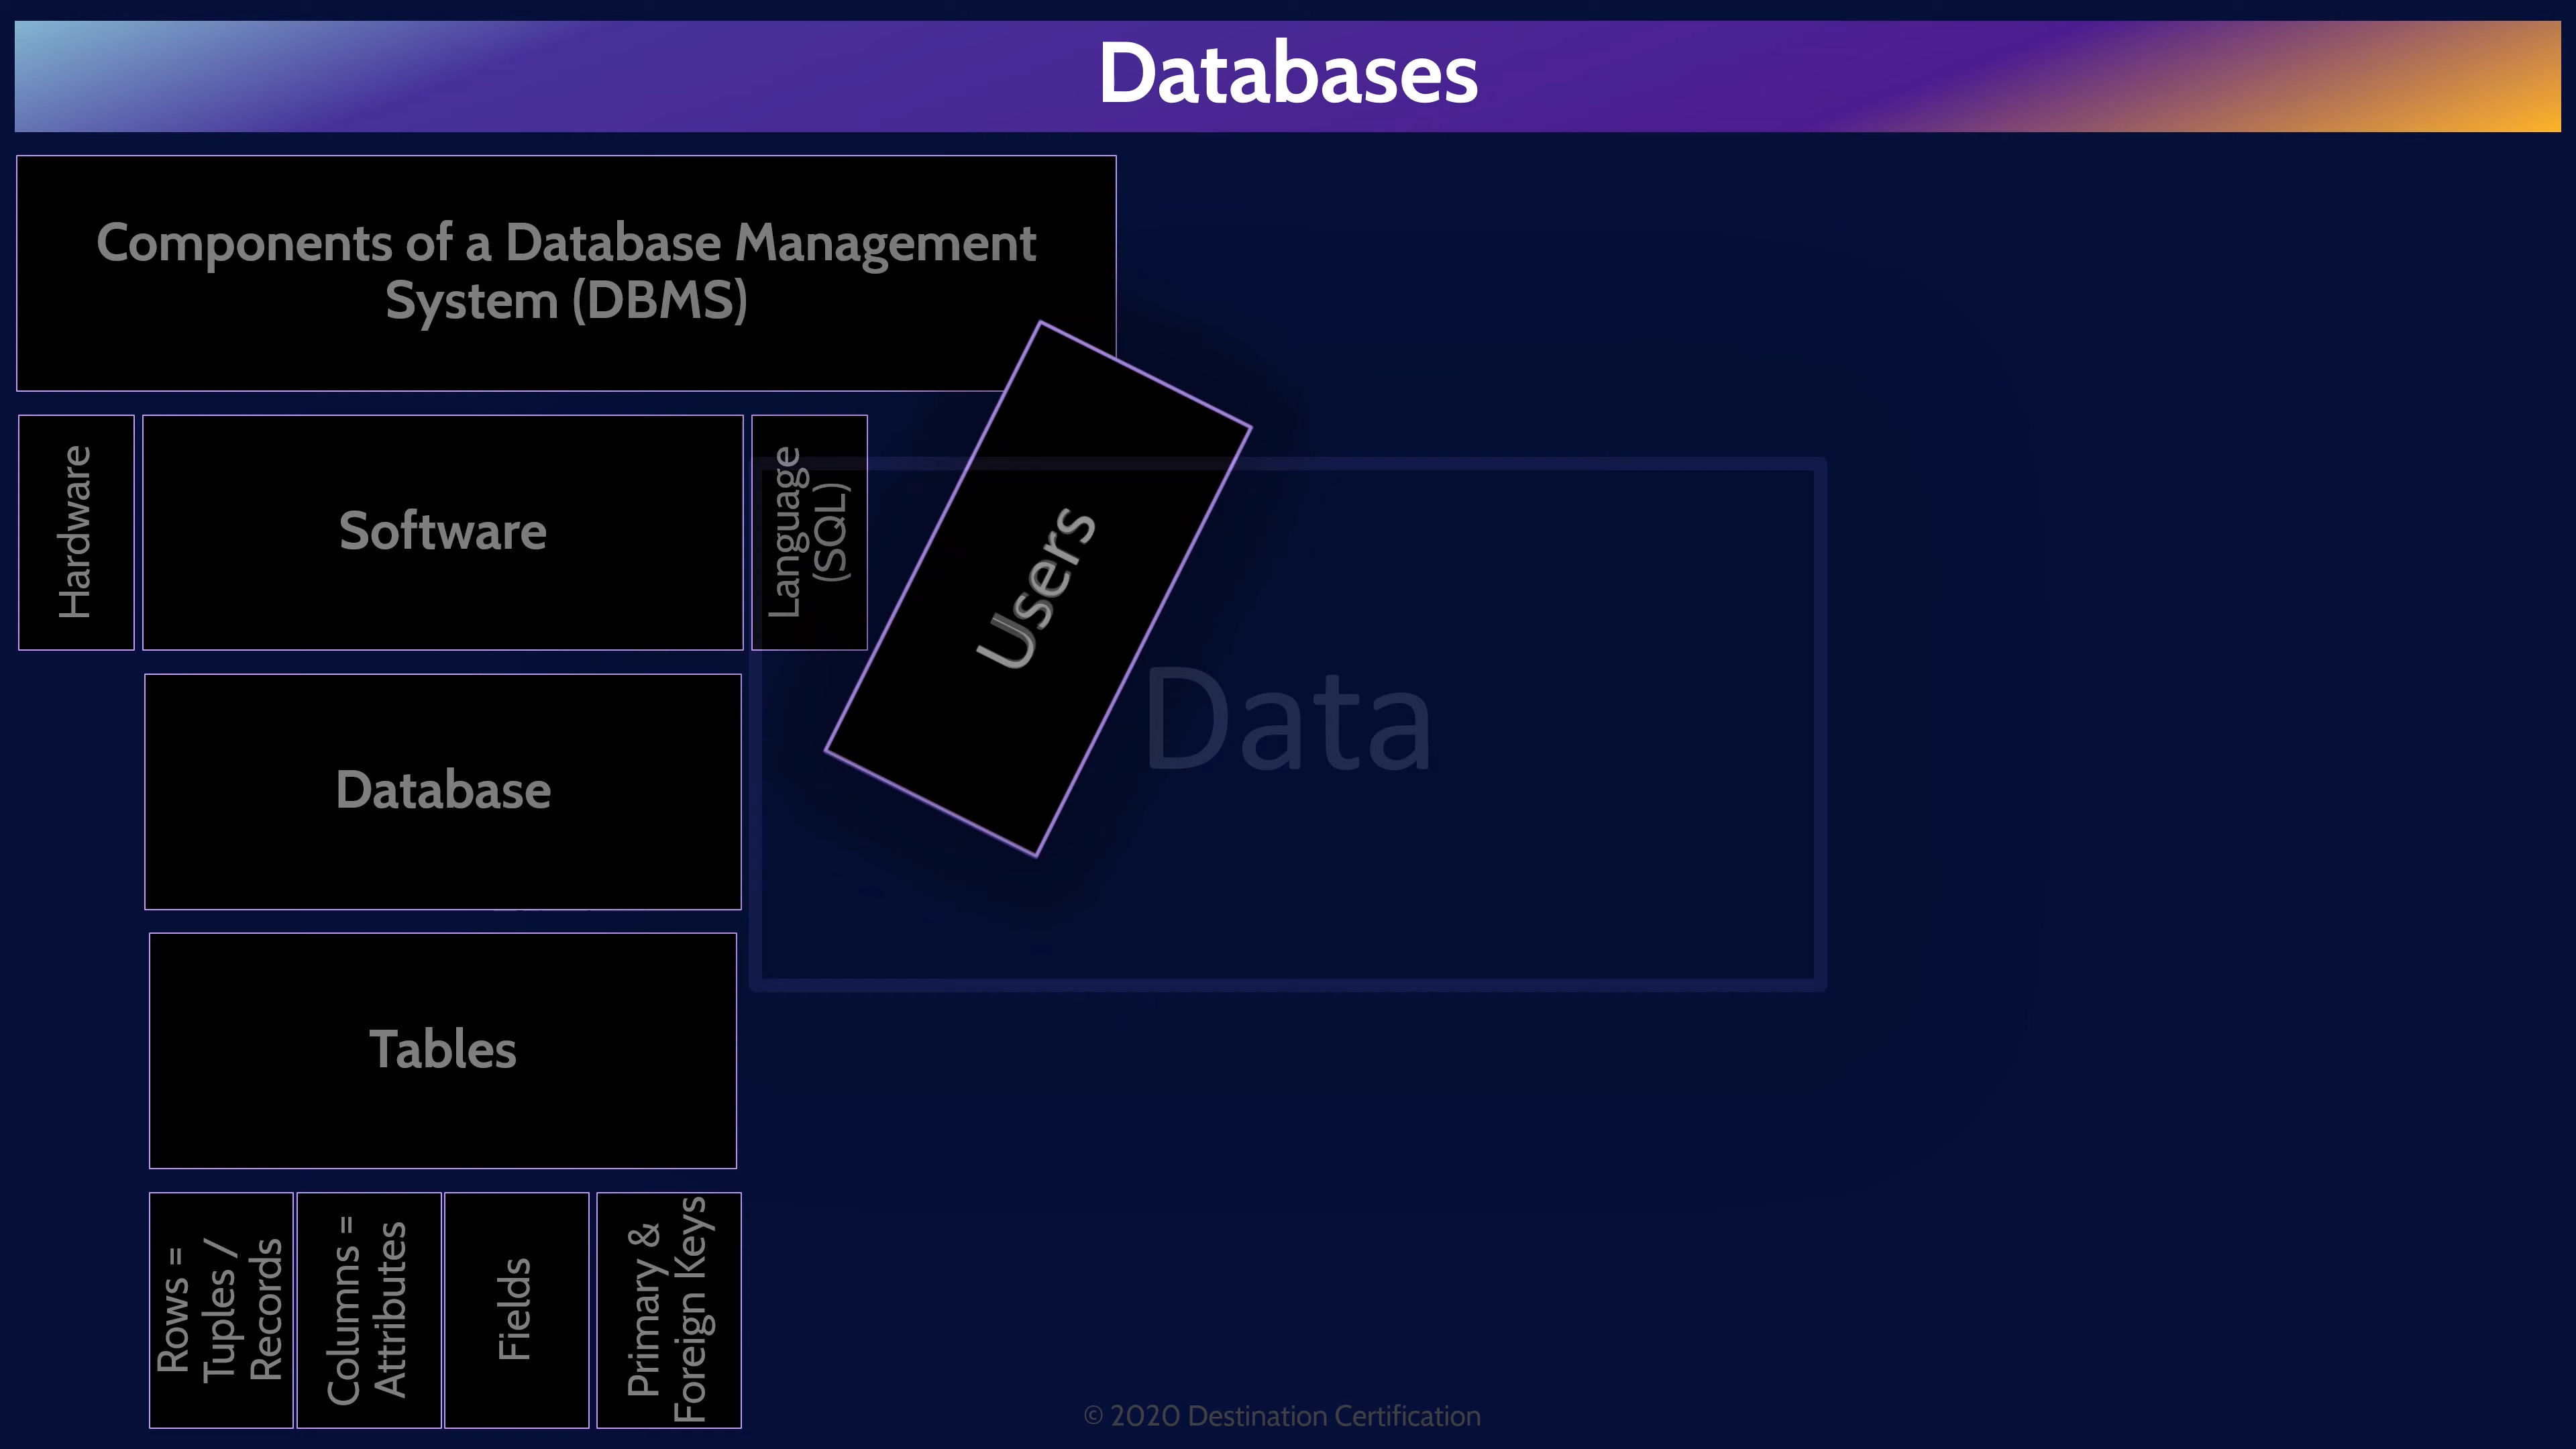 Databases
Components of a Database Management
System (DBMS)
Hardware
Software
Language
(SQL)
Users
Data
Database
Tables
Rows =
Tuples /
Records
Columns =
Attributes
Fields
Primary &
Foreign Keys
© 2020 Destination Certification